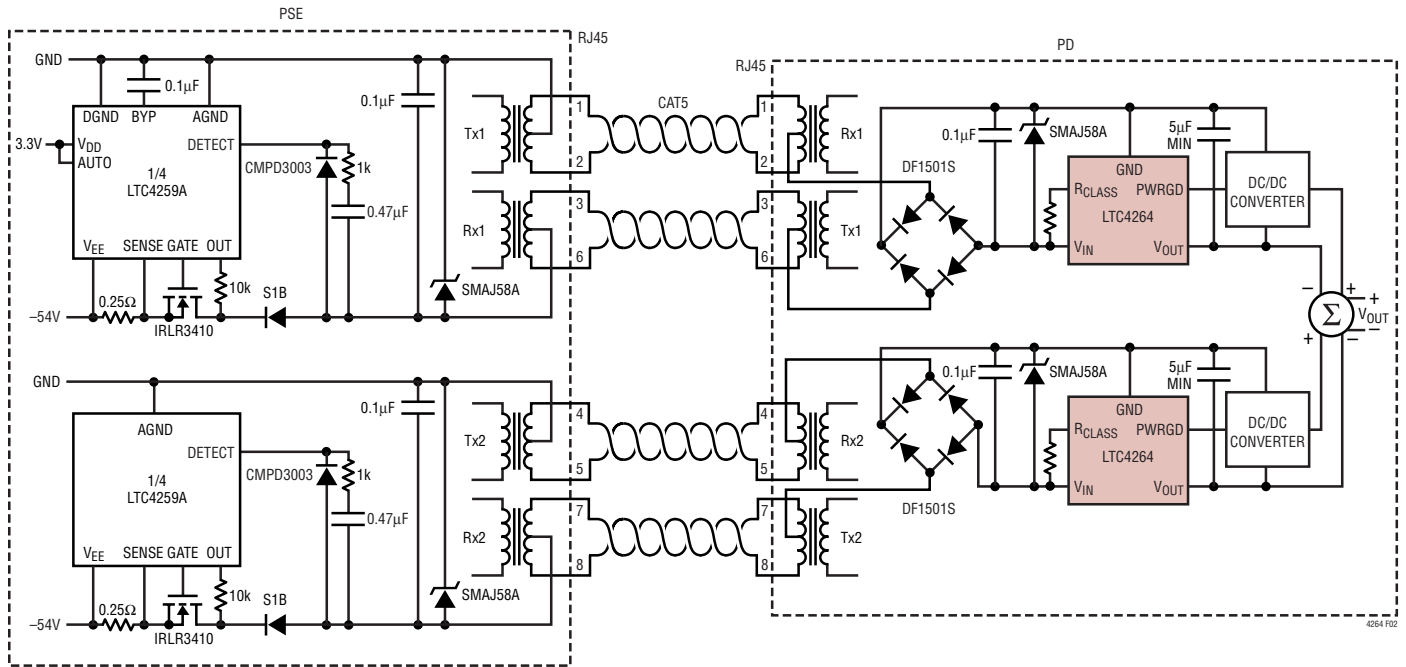 PSE
GND
0.1µF
DGND BYP AGND
3.3V
VDD
AUTO
DETECT
1/4
LTC4259A
VEE SENSE GATE OUT
CMPD3003
1k
0.47µF
10k
0.25Ω
–54V
IRLR3410
S1B
0.1µF
SMAJ58A
RJ45
Tx1
1
2
Rx1
3
6
CAT5
RJ45
1
2
Rx1
3
6
Tx1
PD
DF1501S
0.1µF
SMAJ58A
5µF
MIN
GND
RCLASS PWRGD
LTC4264
VIN VOUT
DC/DC
CONVERTER
– +
Σ
+ –
+
VOUT
–
GND
AGND
DETECT
1/4
LTC4259A
VEE SENSE GATE OUT
CMPD3003
1k
0.47µF
10k
0.25Ω
–54V
IRLR3410
S1B
0.1µF
SMAJ58A
Tx2
4
5
Rx2
7
8
4
5
Rx2
7
8
Tx2
DF1501S
0.1µF
SMAJ58A
5µF
MIN
GND
RCLASS PWRGD
LTC4264
VIN VOUT
DC/DC
CONVERTER
4264 F02